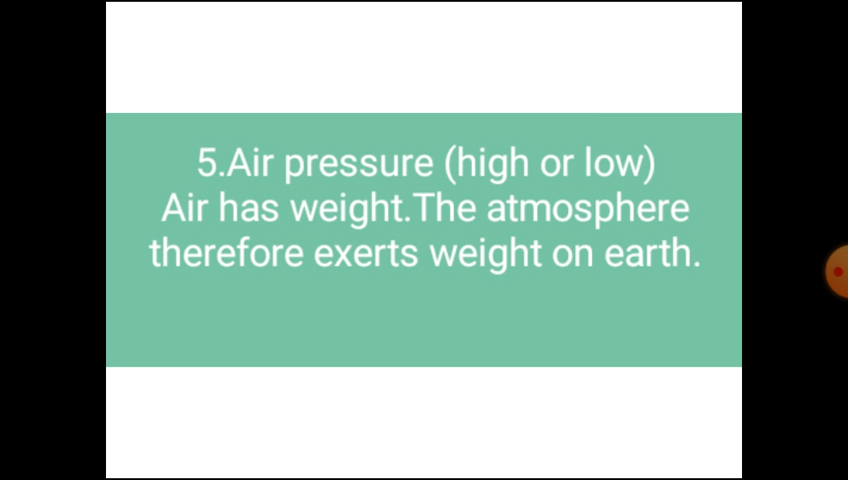 5.Air pressure (high or low)
Air has weight.The atmosphere
therefore exerts weight on earth.